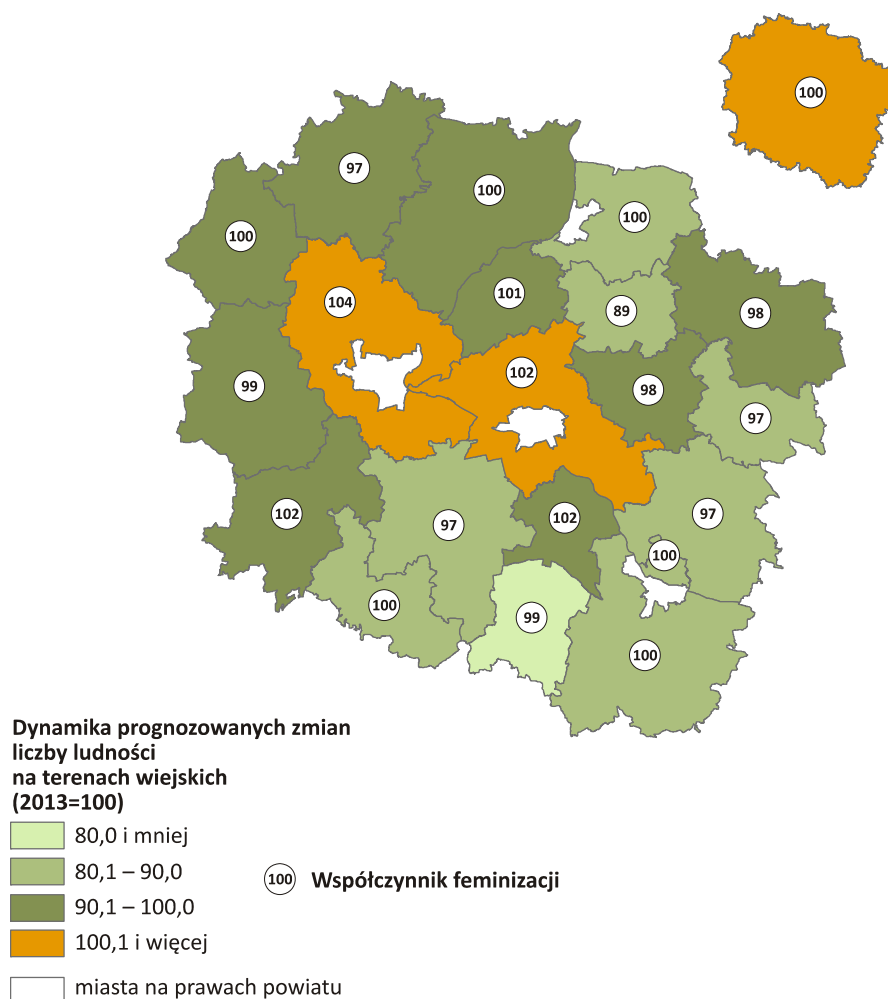 100
97
100
100
100
104
101
89
98
99
102
98
97
102
97
102
97
100
100
99
100
Dynamika prognozowanych zmian
liczby ludności
na terenach wiejskich
(2013=100)
80,0 i mniej
80,1 – 90,0
90,1 – 100,0
100,1 i więcej
miasta na prawach powiatu
100 Współczynnik feminizacji